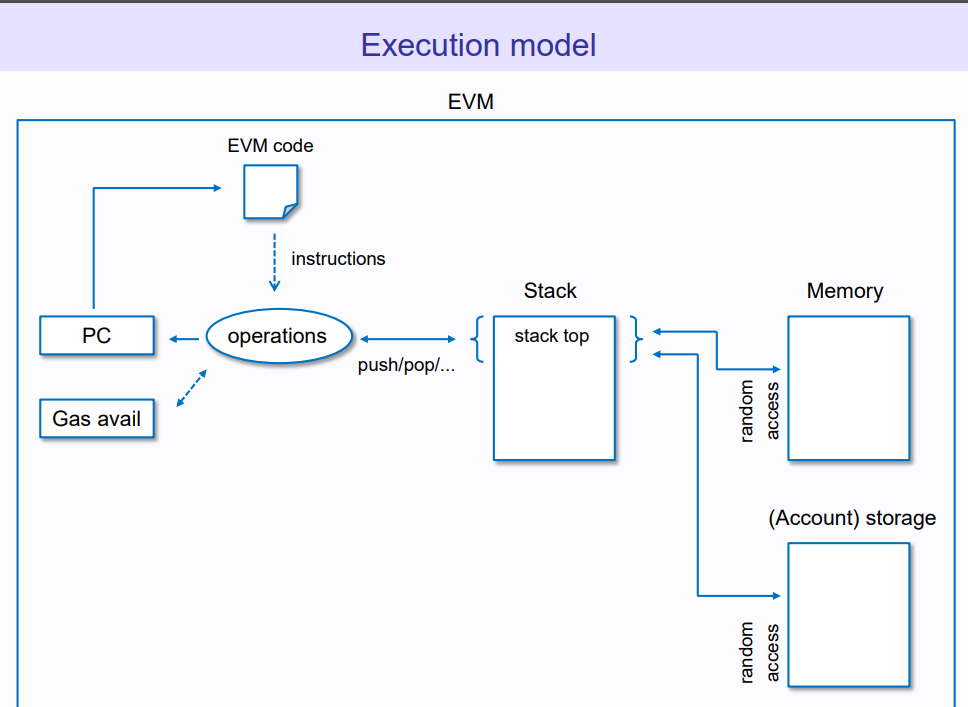 Execution model
EVM
EVM code
instructions
Stack
Memory
PC
operations
stack top
push/pop/...
Gas avail
random
access
(Account) storage
random
access